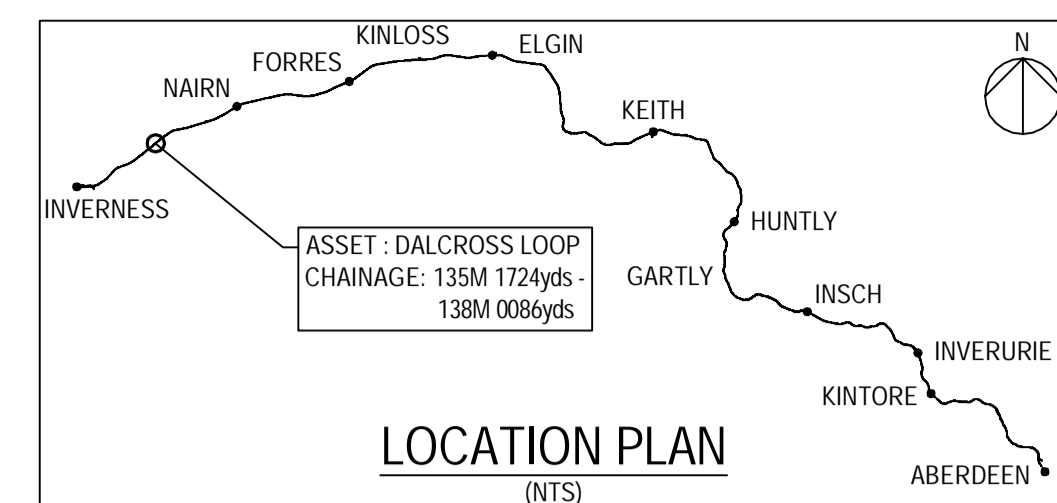 KINLOSS
ELGIN
N
FORRES
NAIRN
KEITH
INVERNESS
HUNTLY
ASSET : DALCROSS LOOP
CHAINAGE: 135M 1724yds -
138M 0086yds
GARTLY
INSCH
INVERURIE
KINTORE
LOCATION PLAN
(NTS)
ABERDEEN